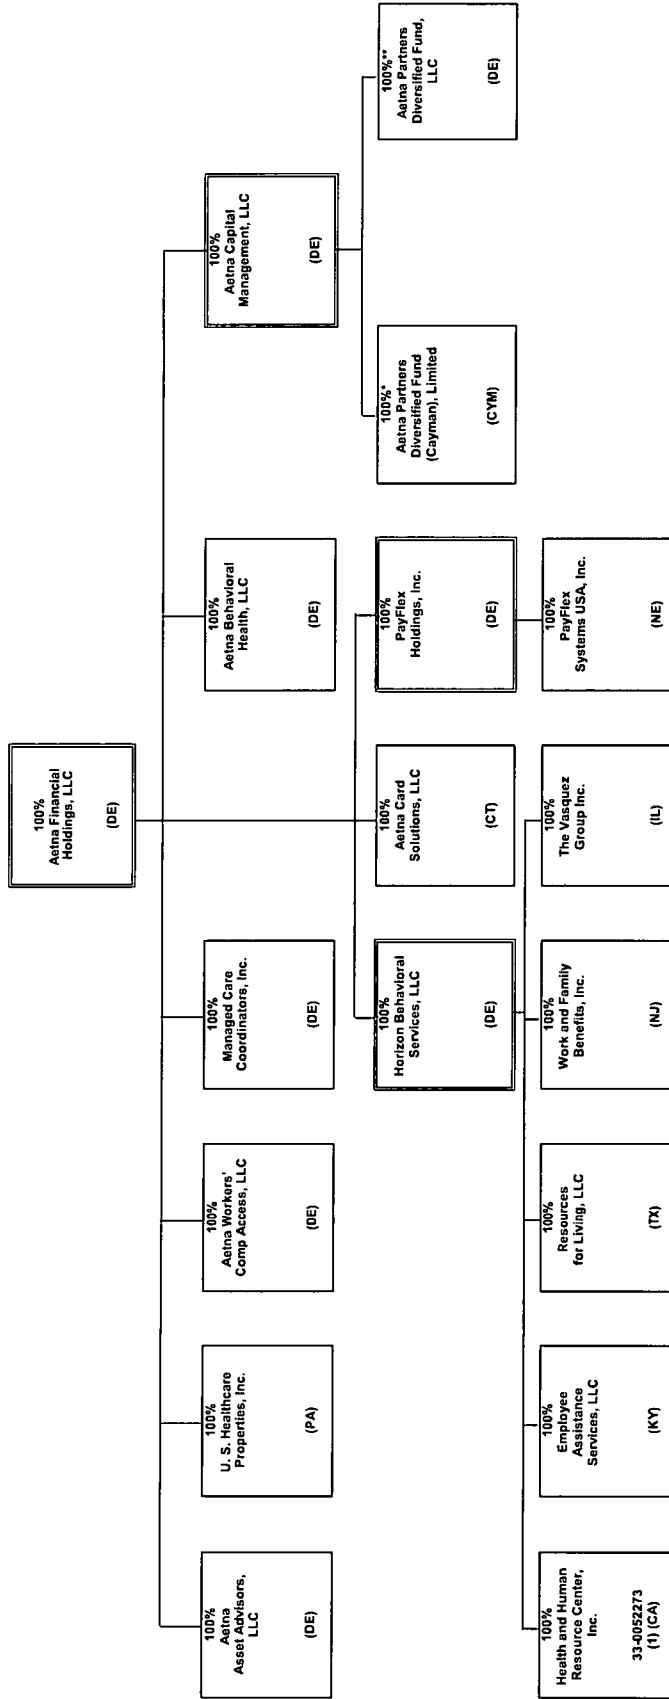 100%
Aetna Financial
Holdings, LLC
(DE)
100%
Aetna
Asset Advisors,
LLC
(DE)
100%
U. S. Healthcare
Properties, Inc.
(PA)
100%
Aetna Workers'
Comp Access, LLC
(DE)
100%
Managed Care
Coordinators, Inc.
(DE)
100%
Aetna Behavioral
Health, LLC
(DE)
100%
Aetna Capital
Management, LLC
(DE)
100%
Horizon Behavioral
Services, LLC
(DE)
100%
Aetna Card
Solutions, LLC
(CT)
100%
PayFlex
Holdings, Inc.
(DE)
100%*
Aetna Partners
Diversified Fund
(Cayman), Limited
(CYM)
100%**
Aetna Partners
Diversified Fund,
LLC
(DE)
100%
Health and Human
Resource Center,
Inc.
33-0052273
(1) (CA)
100%
Employee
Assistance
Services, LLC
(KY)
100%
Resources
for Living, LLC
(TX)
100%
Work and Family
Benefits, Inc.
(NJ)
100%
The Vasquez
Group Inc.
(IL)
100%
PayFlex
Systems USA, Inc.
(NE)